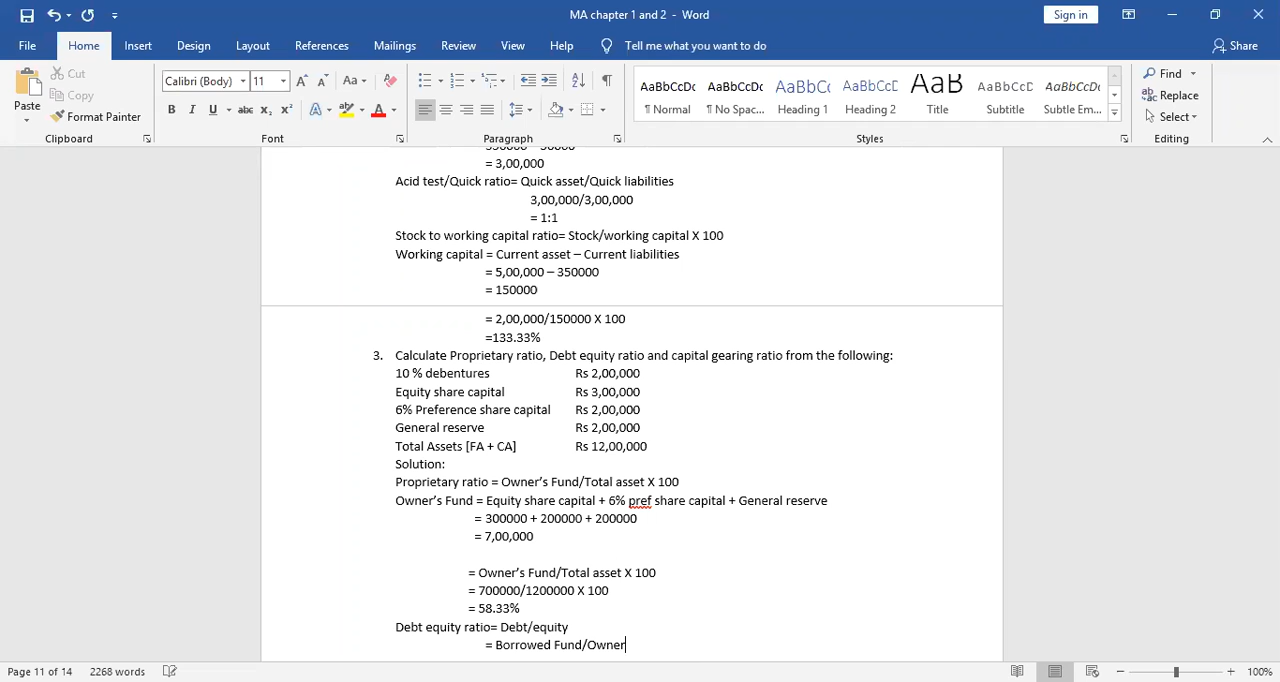 MA chapter 1 and 2 - Word
Sign in
File Home Insert Design Layout References Mailings Review View Help Tell me what you want to do Share
Paste Cut Copy Format Painter
Calibri (Body) 11
AaBbCcDc AaBbCcDc AaBbCc AaBbCcC AaB AaBbCcD AaBbCcDc
¶ Normal ¶ No Spac... Heading 1 Heading 2 Title Subtitle Subtle Em...
Find Replace Select
Clipboard Font Paragraph Styles Editing
= 3,00,000
Acid test/Quick ratio= Quick asset/Quick liabilities
3,00,000/3,00,000
= 1:1
Stock to working capital ratio= Stock/working capital X 100
Working capital = Current asset – Current liabilities
= 5,00,000 – 350000
= 150000
= 2,00,000/150000 X 100
=133.33%
3. Calculate Proprietary ratio, Debt equity ratio and capital gearing ratio from the following:
10 % debentures Rs 2,00,000
Equity share capital Rs 3,00,000
6% Preference share capital Rs 2,00,000
General reserve Rs 2,00,000
Total Assets [FA + CA] Rs 12,00,000
Solution:
Proprietary ratio = Owner’s Fund/Total asset X 100
Owner’s Fund = Equity share capital + 6% pref share capital + General reserve
= 300000 + 200000 + 200000
= 7,00,000
= Owner’s Fund/Total asset X 100
= 700000/1200000 X 100
= 58.33%
Debt equity ratio= Debt/equity
= Borrowed Fund/Owner
Page 11 of 14 2268 words 100%